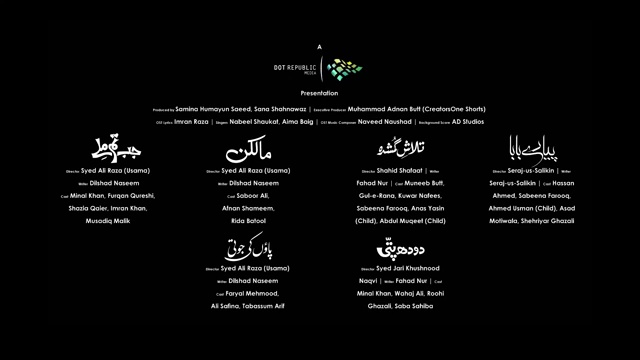 A
DOT REPUBLIC
MEDIA
Presentation
Produced by Samina Humayun Saeed, Sana Shahnawaz | Executive Producer Muhammad Adnan Butt (CreatorsOne Shorts)
OST Lyrics Imran Raza | Singers Nabeel Shaukat, Aima Baig | OST Music Composer Naveed Naushad | Background Score AD Studios
جب تم ملے
Director Syed Ali Raza (Usama)
Writer Dilshad Naseem
Cast Minal Khan, Furqan Qureshi,
Shazia Qaier, Imran Khan,
Musadiq Malik
مالکن
Director Syed Ali Raza (Usama)
Writer Dilshad Naseem
Cast Saboor Ali,
Afnan Shameem,
Rida Batool
تلاش گمشدہ
Director Shahid Shafaat | Writer
Fahad Nur | Cast Muneeb Butt,
Gul-e-Rana, Kuwar Nafees,
Sabeena Farooq, Anas Yasin
(Child), Abdul Muqeet (Child)
پیارے بابا
Director Seraj-us-Salikin | Writer
Seraj-us-Salikin | Cast Hassan
Ahmed, Sabeena Farooq,
Ahmed Usman (Child), Asad
Motiwala, Shehriyar Ghazali
پاؤں کی جوتی
Director Syed Ali Raza (Usama)
Writer Dilshad Naseem
Cast Faryal Mehmood,
Ali Safina, Tabassum Arif
دودھ پتّی
Director Syed Jari Khushnood
Naqvi | Writer Fahad Nur | Cast
Minal Khan, Wahaj Ali, Roohi
Ghazali, Saba Sahiba